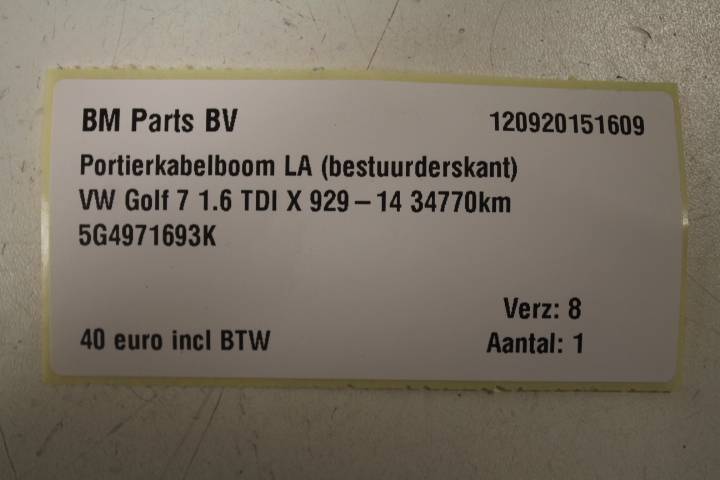 BM Parts BV
120920151609
Portierkabelboom LA (bestuurderskant)
VW Golf 7 1.6 TDI X 929 – 14 34770km
5G4971693K
Verz: 8
40 euro incl BTW
Aantal: 1